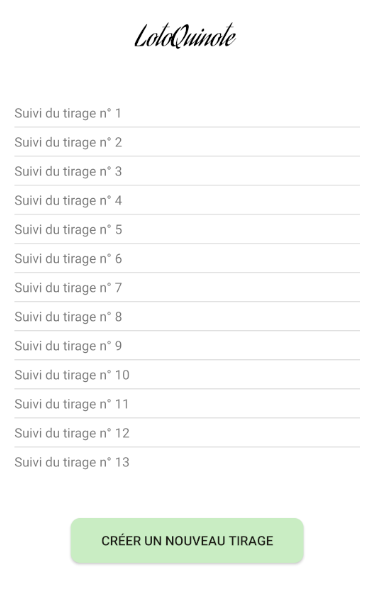 LotoQuinote
Suivi du tirage n° 1
Suivi du tirage n° 2
Suivi du tirage n° 3
Suivi du tirage n° 4
Suivi du tirage n° 5
Suivi du tirage n° 6
Suivi du tirage n° 7
Suivi du tirage n° 8
Suivi du tirage n° 9
Suivi du tirage n° 10
Suivi du tirage n° 11
Suivi du tirage n° 12
Suivi du tirage n° 13
CRÉER UN NOUVEAU TIRAGE